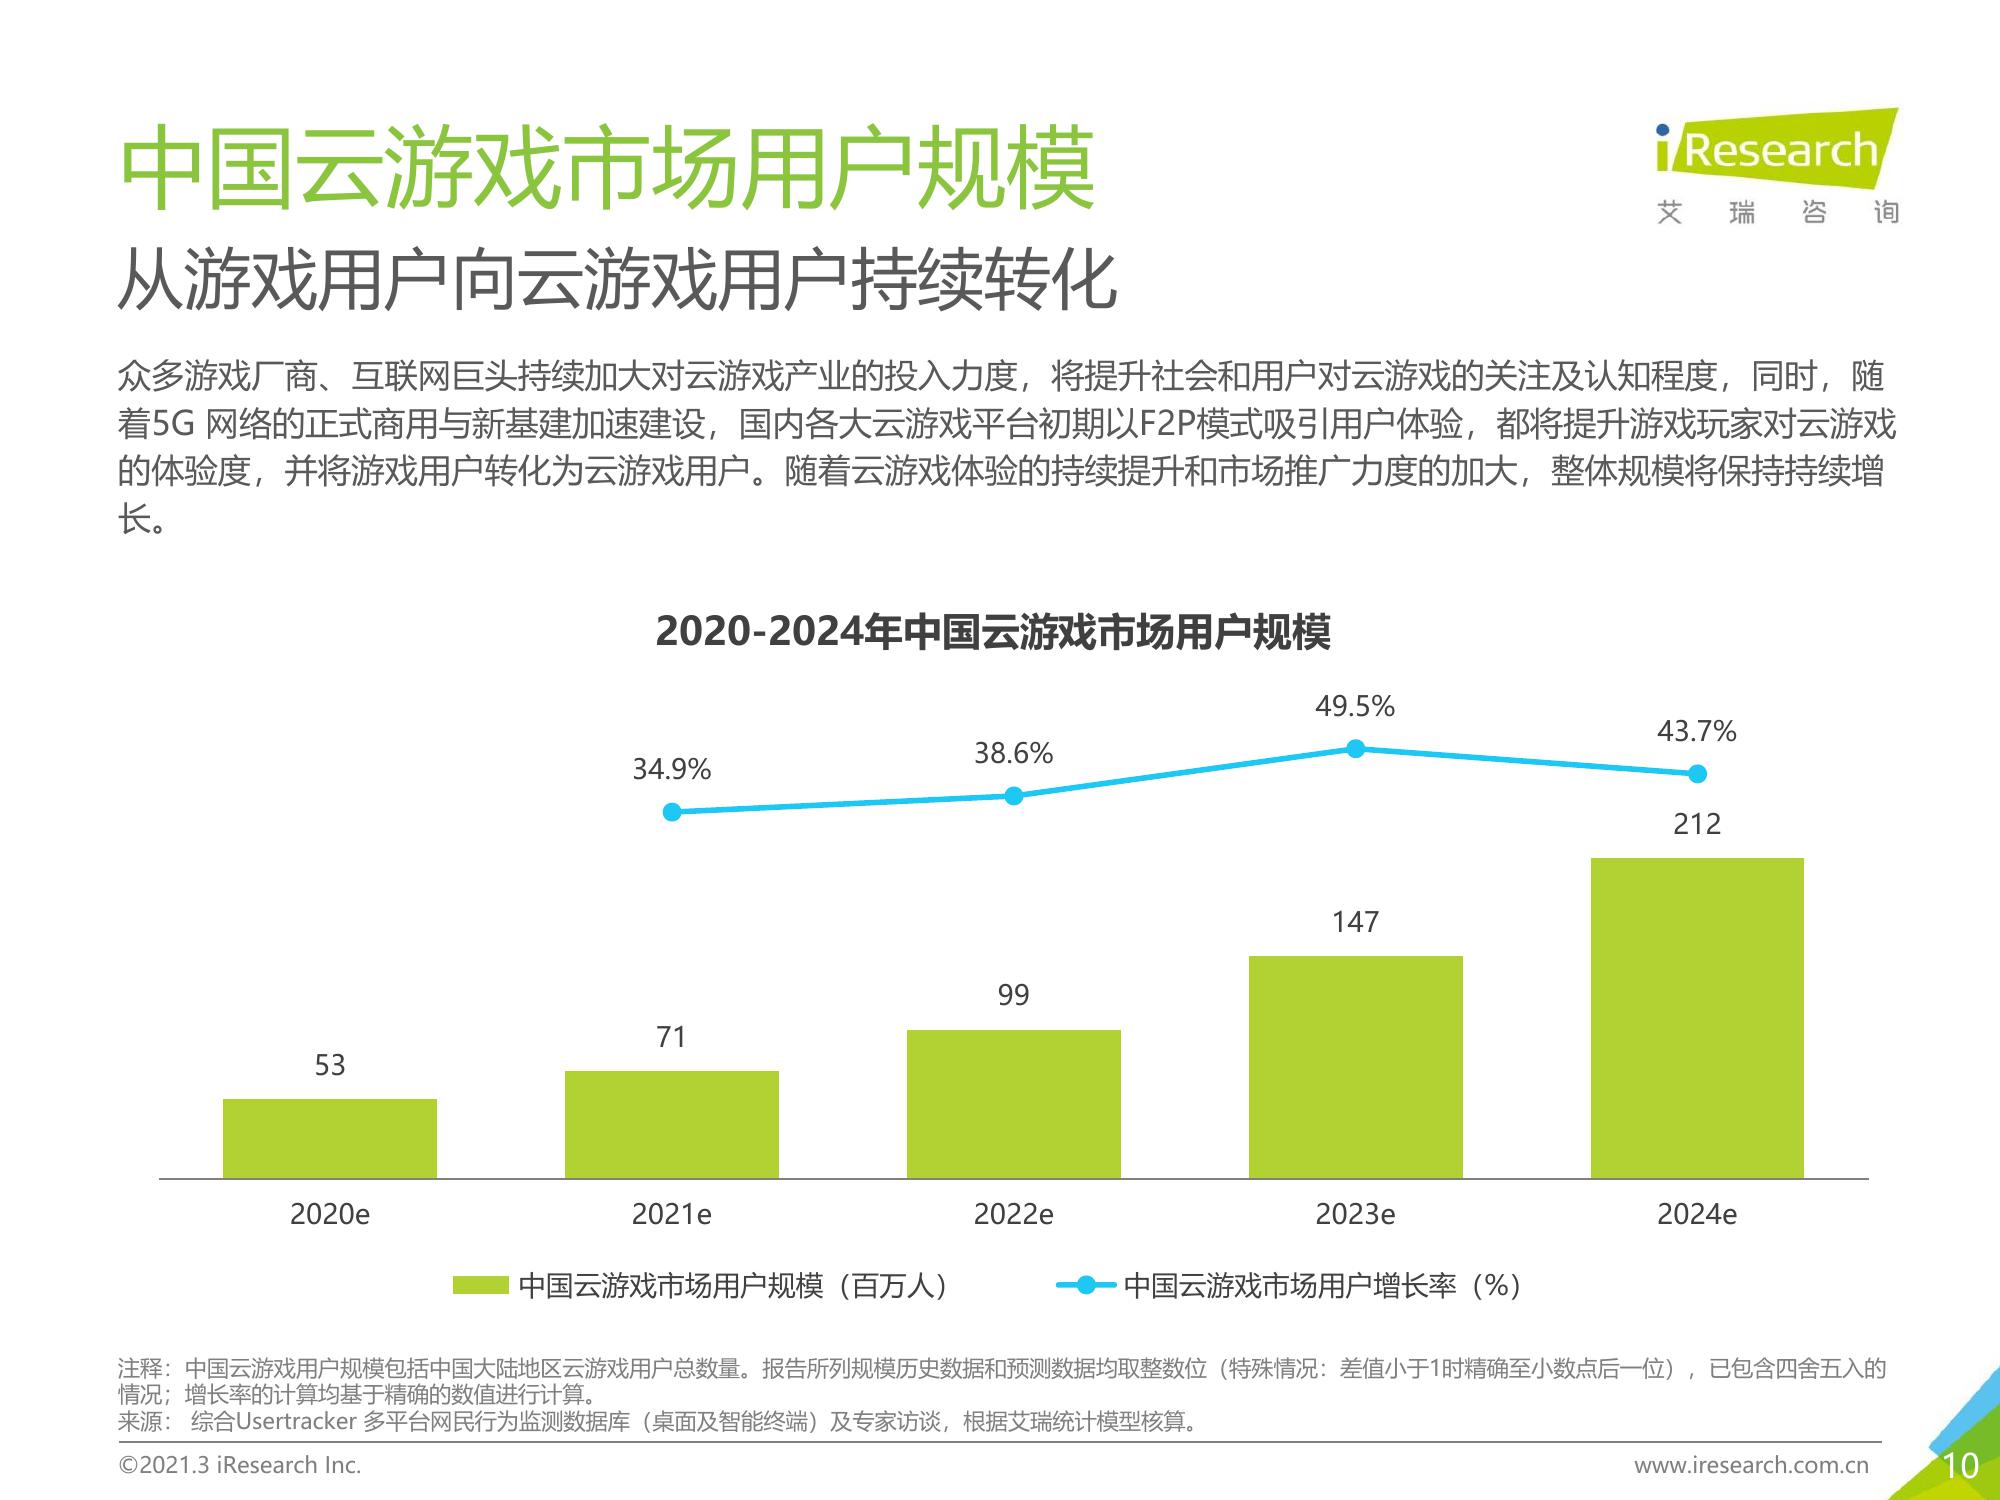 中国云游戏市场用户规模
iResearch
艾瑞咨询
从游戏用户向云游戏用户持续转化
众多游戏厂商、互联网巨头持续加大对云游戏产业的投入力度，将提升社会和用户对云游戏的关注及认知程度，同时，随
着5G 网络的正式商用与新基建加速建设，国内各大云游戏平台初期以F2P模式吸引用户体验，都将提升游戏玩家对云游戏
的体验度，并将游戏用户转化为云游戏用户。随着云游戏体验的持续提升和市场推广力度的加大，整体规模将保持持续增
长。
2020-2024年中国云游戏市场用户规模
34.9%
38.6%
49.5%
43.7%
53
71
99
147
212
2020e
2021e
2022e
2023e
2024e
中国云游戏市场用户规模（百万人）
中国云游戏市场用户增长率（%）
注释：中国云游戏用户规模包括中国大陆地区云游戏用户总数量。报告所列规模历史数据和预测数据均取整数位（特殊情况：差值小于1时精确至小数点后一位），已包含四舍五入的
情况；增长率的计算均基于精确的数值进行计算。
来源： 综合Usertracker 多平台网民行为监测数据库（桌面及智能终端）及专家访谈，根据艾瑞统计模型核算。
©2021.3 iResearch Inc.
www.iresearch.com.cn
10